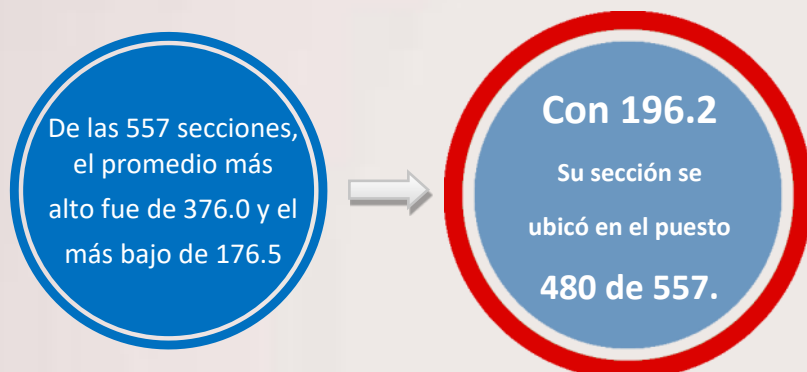 De las 557 secciones,
el promedio más
alto fue de 376.0 y el
más bajo de 176.5
Con 196.2
Su sección se
ubicó en el puesto
480 de 557.